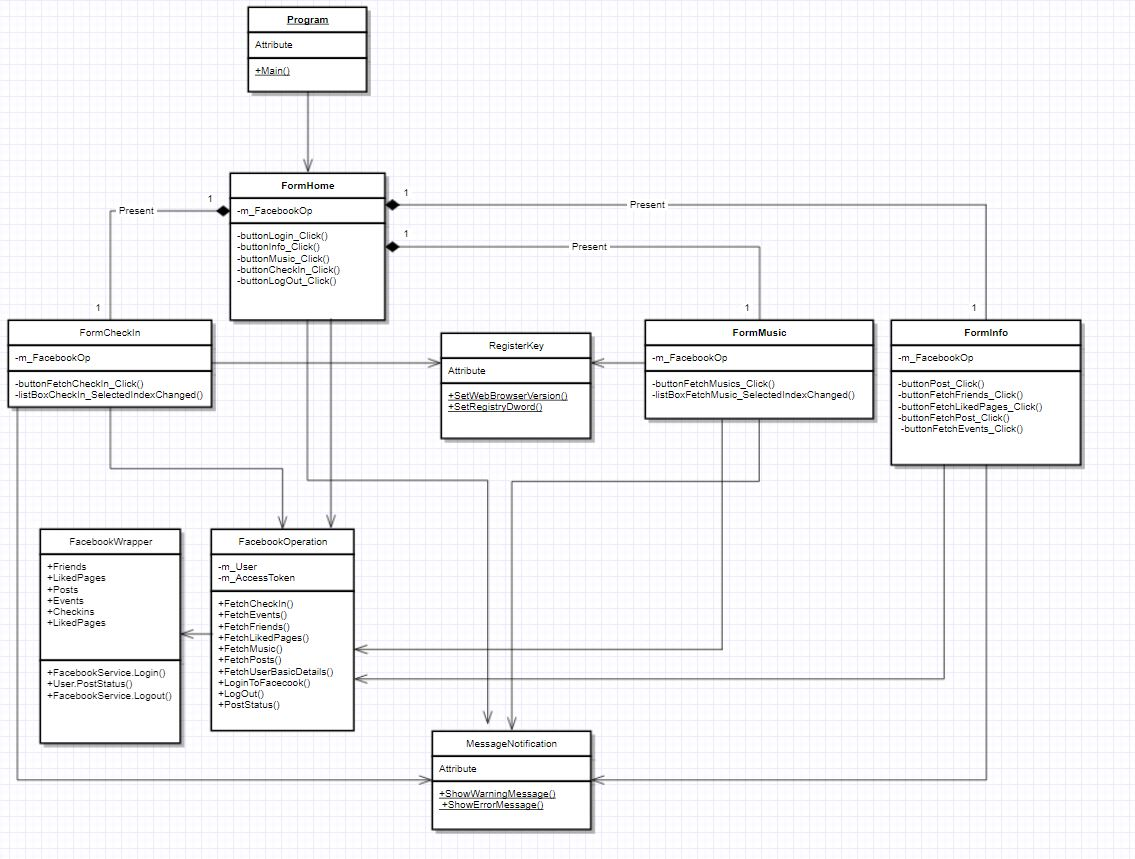 Program
Attribute
+Main()
FormHome
-m_FacebookOp
-buttonLogin_Click()
-buttonInfo_Click()
-buttonMusic_Click()
-buttonCheckIn_Click()
-buttonLogOut_Click()
1
Present
1
1
Present
1
1
Present
1
FormCheckIn
-m_FacebookOp
-buttonFetchCheckIn_Click()
-listBoxCheckIn_SelectedIndexChanged()
RegisterKey
Attribute
+SetWebBrowserVersion()
+SetRegistryDword()
FormMusic
-m_FacebookOp
-buttonFetchMusics_Click()
-listBoxFetchMusic_SelectedIndexChanged()
FormInfo
-m_FacebookOp
-buttonPost_Click()
-buttonFetchFriends_Click()
-buttonFetchLikedPages_Click()
-buttonFetchPost_Click()
-buttonFetchEvents_Click()
FacebookWrapper
+Friends
+LikedPages
+Posts
+Events
+Checkins
+LikedPages
+FacebookService.Login()
+User.PostStatus()
+FacebookService.Logout()
FacebookOperation
-m_User
-m_AccessToken
+FetchCheckIn()
+FetchEvents()
+FetchFriends()
+FetchLikedPages()
+FetchMusic()
+FetchPosts()
+FetchUserBasicDetails()
+LoginToFacecook()
+LogOut()
+PostStatus()
MessageNotification
Attribute
+ShowWarningMessage()
+ShowErrorMessage()